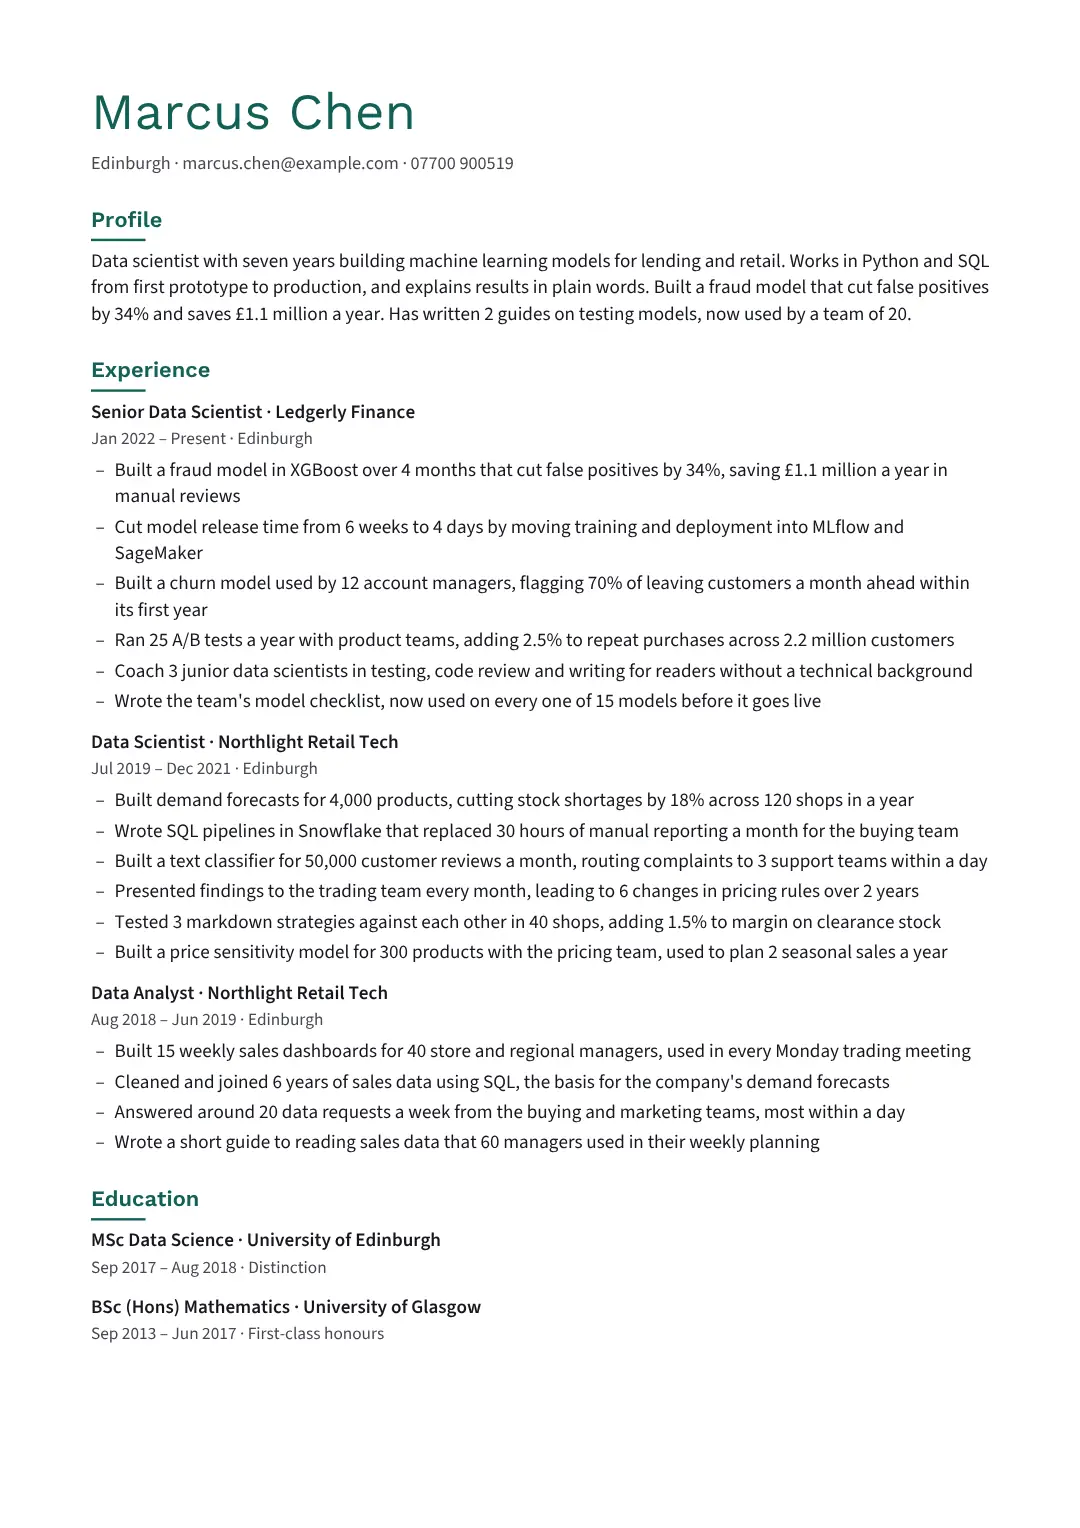 Marcus Chen
Edinburgh · marcus.chen@example.com · 07700 900519
Profile
Data scientist with seven years building machine learning models for lending and retail. Works in Python and SQL
from first prototype to production, and explains results in plain words. Built a fraud model that cut false positives
by 34% and saves £1.1 million a year. Has written 2 guides on testing models, now used by a team of 20.
Experience
Senior Data Scientist · Ledgerly Finance
Jan 2022 – Present · Edinburgh
– Built a fraud model in XGBoost over 4 months that cut false positives by 34%, saving £1.1 million a year in
manual reviews
– Cut model release time from 6 weeks to 4 days by moving training and deployment into MLflow and
SageMaker
– Built a churn model used by 12 account managers, flagging 70% of leaving customers a month ahead within
its first year
– Ran 25 A/B tests a year with product teams, adding 2.5% to repeat purchases across 2.2 million customers
– Coach 3 junior data scientists in testing, code review and writing for readers without a technical background
– Wrote the team's model checklist, now used on every one of 15 models before it goes live
Data Scientist · Northlight Retail Tech
Jul 2019 – Dec 2021 · Edinburgh
– Built demand forecasts for 4,000 products, cutting stock shortages by 18% across 120 shops in a year
– Wrote SQL pipelines in Snowflake that replaced 30 hours of manual reporting a month for the buying team
– Built a text classifier for 50,000 customer reviews a month, routing complaints to 3 support teams within a day
– Presented findings to the trading team every month, leading to 6 changes in pricing rules over 2 years
– Tested 3 markdown strategies against each other in 40 shops, adding 1.5% to margin on clearance stock
– Built a price sensitivity model for 300 products with the pricing team, used to plan 2 seasonal sales a year
Data Analyst · Northlight Retail Tech
Aug 2018 – Jun 2019 · Edinburgh
– Built 15 weekly sales dashboards for 40 store and regional managers, used in every Monday trading meeting
– Cleaned and joined 6 years of sales data using SQL, the basis for the company's demand forecasts
– Answered around 20 data requests a week from the buying and marketing teams, most within a day
– Wrote a short guide to reading sales data that 60 managers used in their weekly planning
Education
MSc Data Science · University of Edinburgh
Sep 2017 – Aug 2018 · Distinction
BSc (Hons) Mathematics · University of Glasgow
Sep 2013 – Jun 2017 · First-class honours